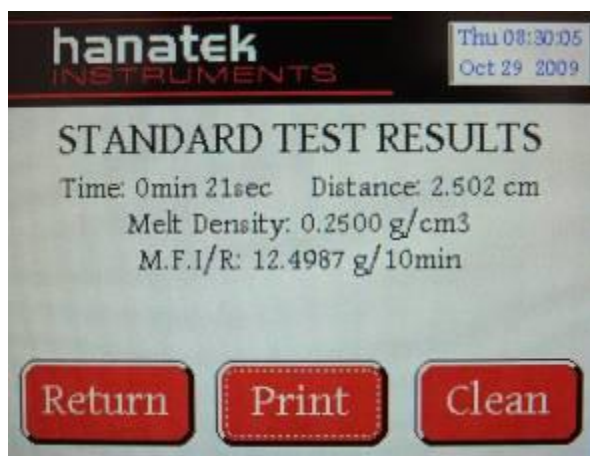 hanatek
INSTRUMENTS
Thu 08:30:05
Oct 29 2009
STANDARD TEST RESULTS
Time: 0min 21sec Distance: 2.502 cm
Melt Density: 0.2500 g/cm3
M.F.I/R: 12.4987 g/10min
Return Print Clean